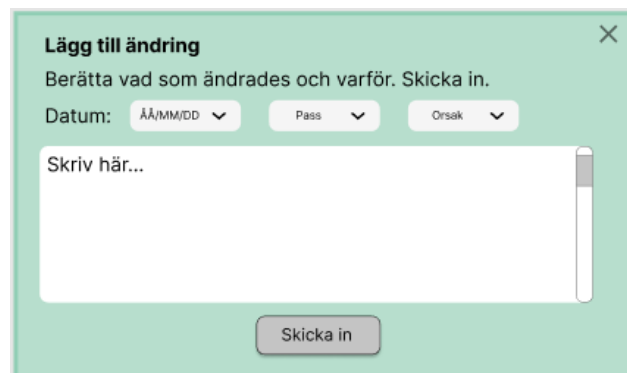 Lägg till ändring
Berätta vad som ändrades och varför. Skicka in.
Datum: ÅÅ/MM/DD Pass Orsak
Skriv här...
Skicka in